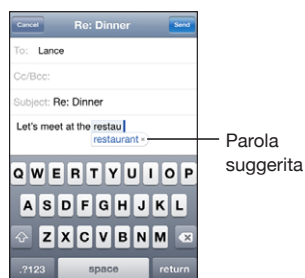 Cancel Re: Dinner Send
To: Lance
Cc/Bcc:
Subject: Re: Dinner
Let's meet at the restau
restaurant ×
Parola
suggerita
Q W E R T Y U I O P
A S D F G H J K L
Z X C V B N M
.?123 space return